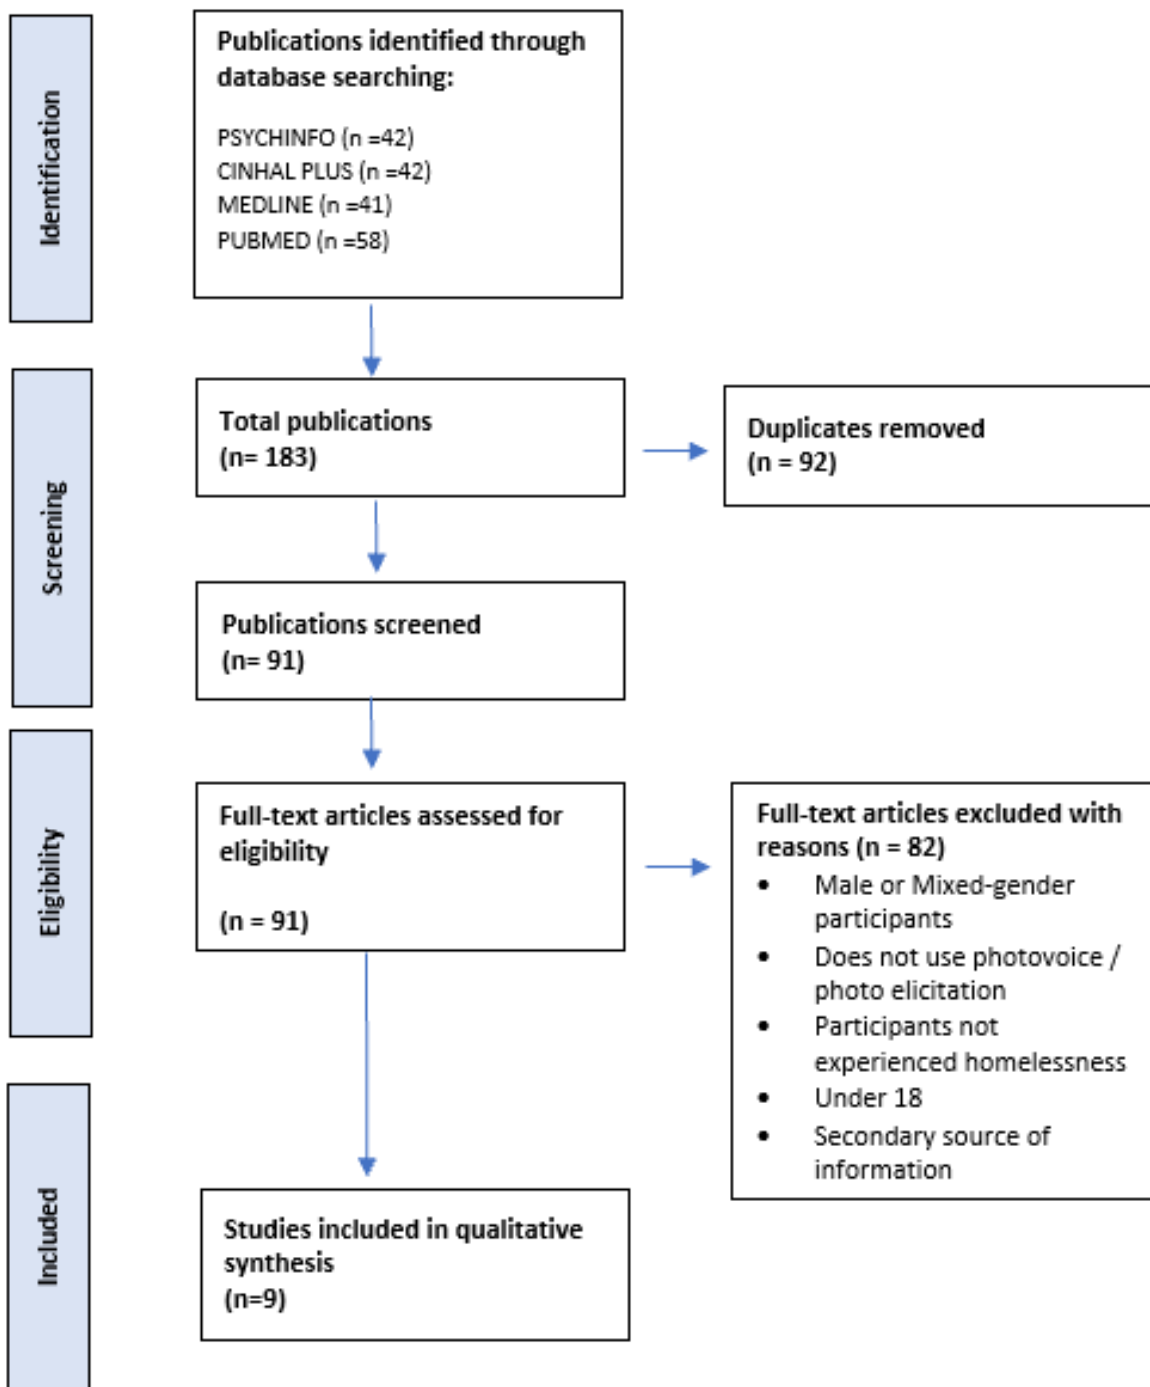 Identification
Publications identified through
database searching:
PSYCHINFO (n =42)
CINHAL PLUS (n =42)
MEDLINE (n =41)
PUBMED (n =58)
Screening
Total publications
(n= 183)
Duplicates removed
(n = 92)
Publications screened
(n= 91)
Eligibility
Full-text articles assessed for
eligibility
(n = 91)
Full-text articles excluded with
reasons (n = 82)
• Male or Mixed-gender
participants
• Does not use photovoice /
photo elicitation
• Participants not
experienced homelessness
• Under 18
• Secondary source of
information
Included
Studies included in qualitative
synthesis
(n=9)